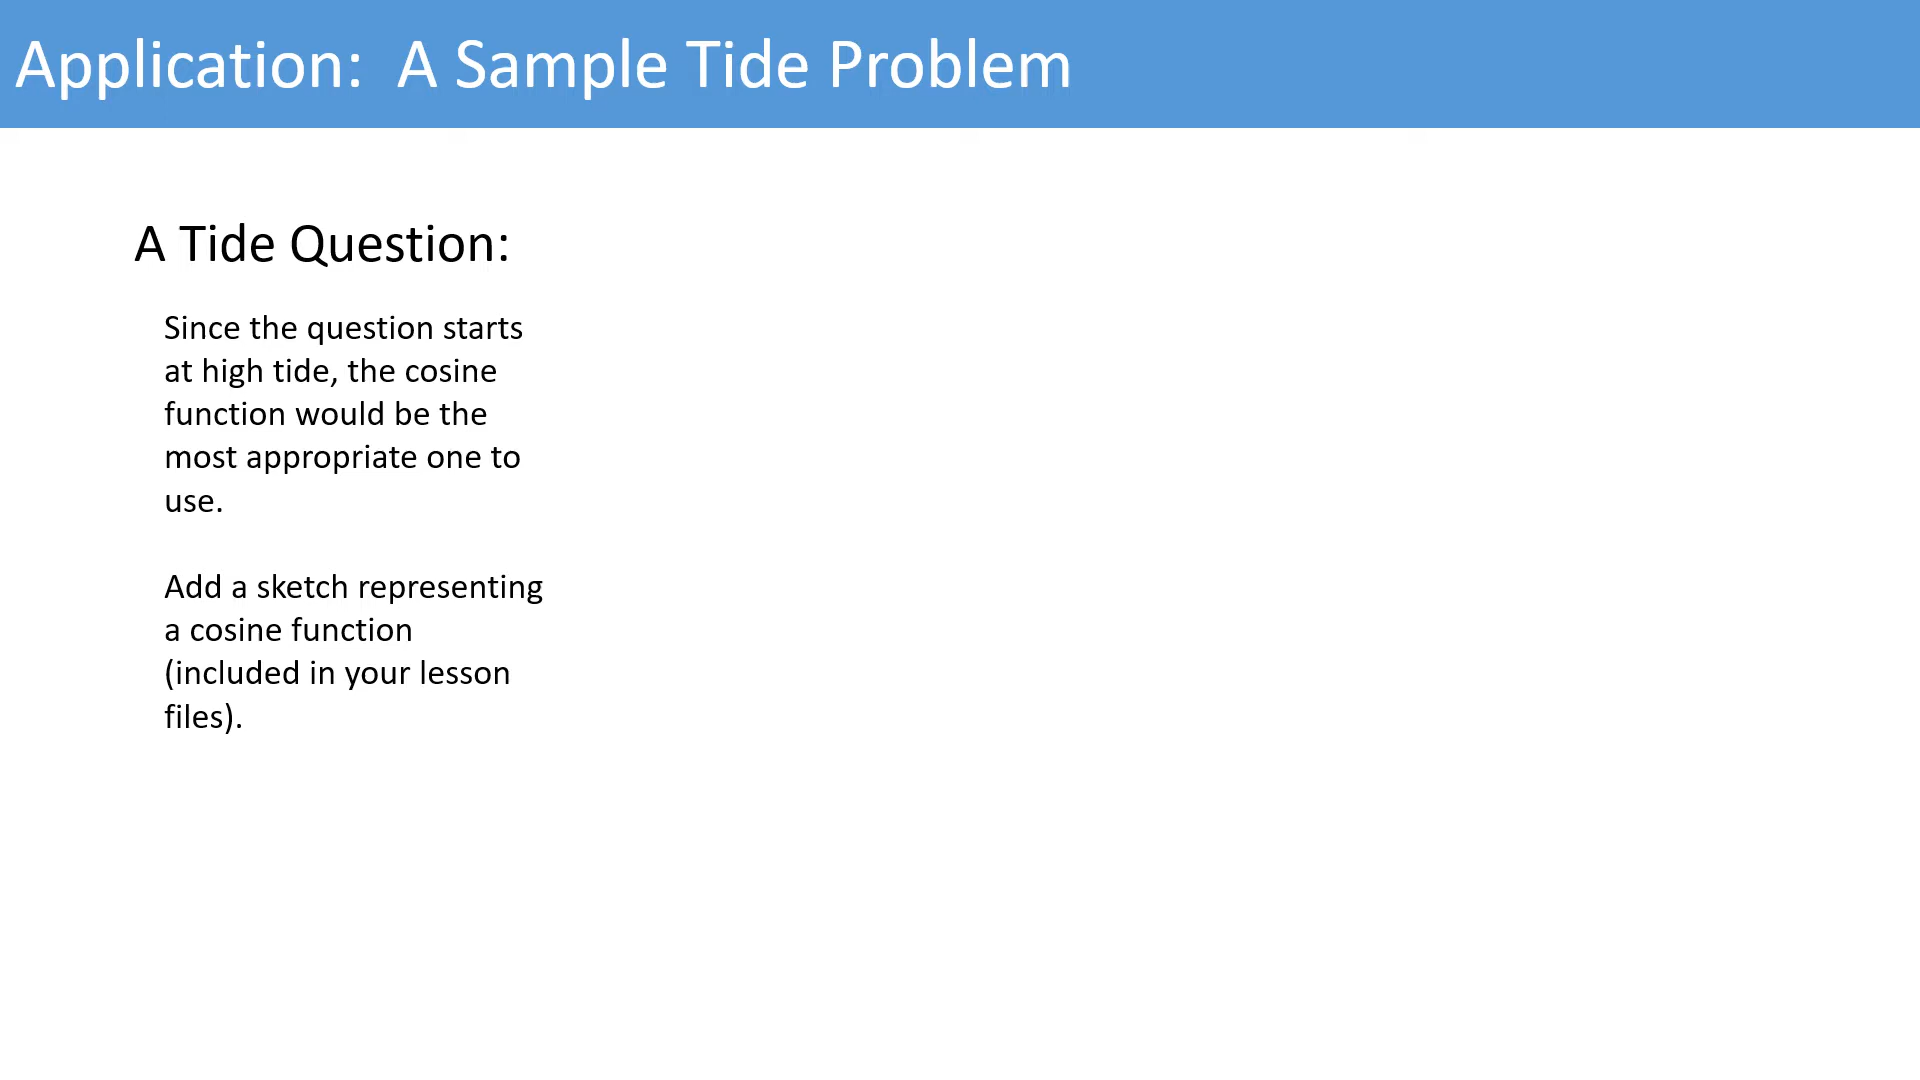 Application:  A Sample Tide Problem
A Tide Question:
Since the question starts
at high tide, the cosine
function would be the
most appropriate one to
use.
Add a sketch representing
a cosine function
(included in your lesson
files).